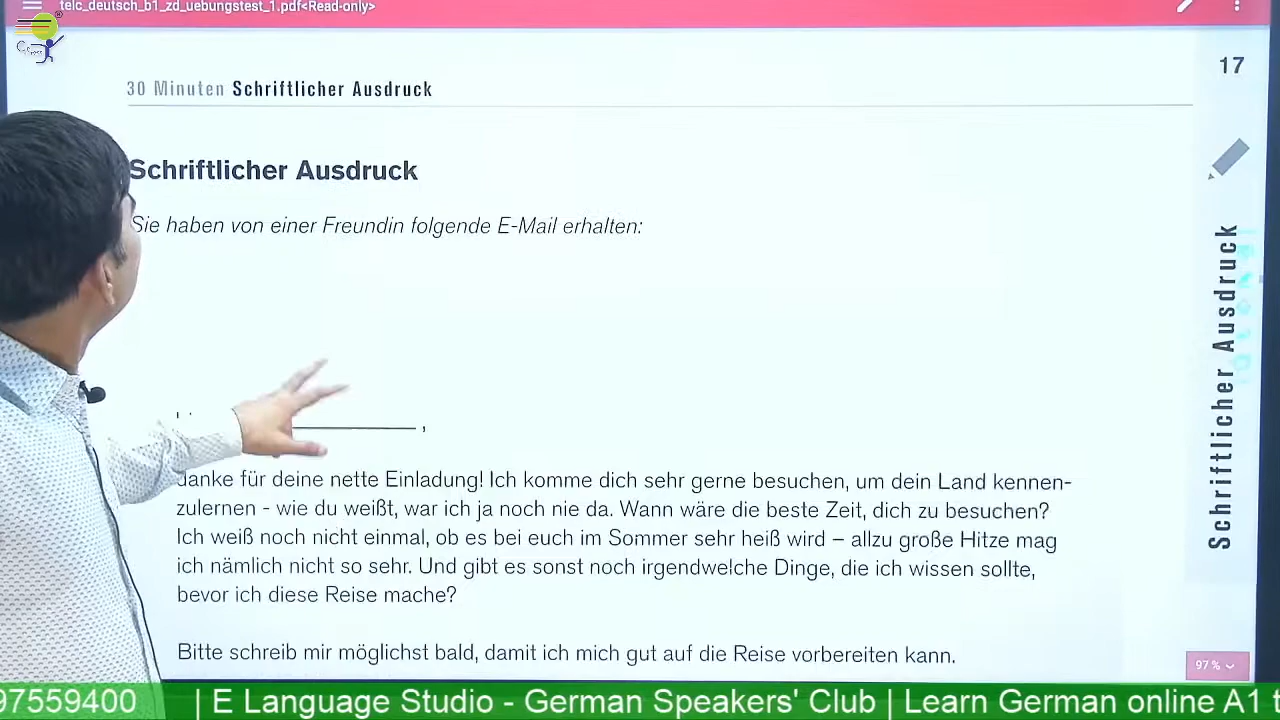 telc_deutsch_b1_zd_uebungstest_1.pdf<Read-only>
17
30 Minuten Schriftlicher Ausdruck
Schriftlicher Ausdruck
Sie haben von einer Freundin folgende E-Mail erhalten:
,
danke für deine nette Einladung! Ich komme dich sehr gerne besuchen, um dein Land kennen-
zulernen - wie du weißt, war ich ja noch nie da. Wann wäre die beste Zeit, dich zu besuchen?
Ich weiß noch nicht einmal, ob es bei euch im Sommer sehr heiß wird – allzu große Hitze mag
ich nämlich nicht so sehr. Und gibt es sonst noch irgendwelche Dinge, die ich wissen sollte,
bevor ich diese Reise mache?
Bitte schreib mir möglichst bald, damit ich mich gut auf die Reise vorbereiten kann.
Schriftlicher Ausdruck
97%
97559400 | E Language Studio - German Speakers' Club | Learn German online A1 t